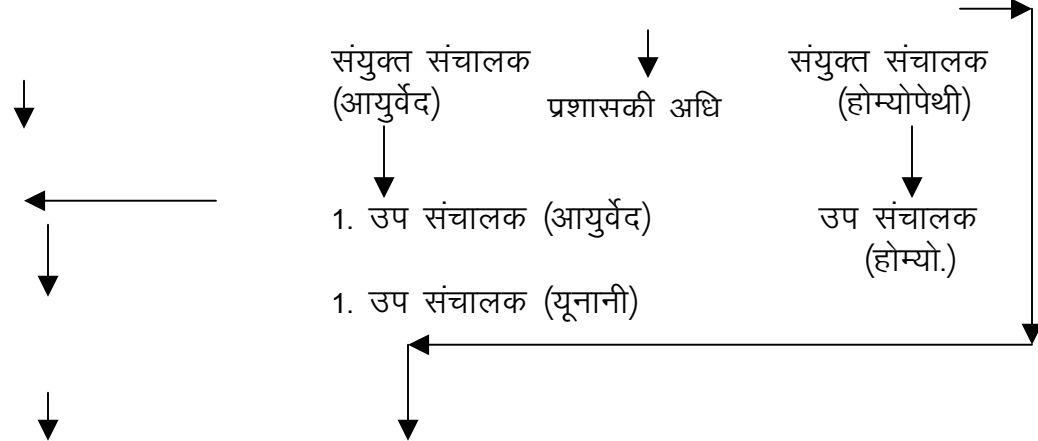 संयुक्त संचालक
(आयुर्वेद)
प्रशासकी अधि
संयुक्त संचालक
(होम्योपेथी)
1. उप संचालक (आयुर्वेद)
उप संचालक
(होम्यो.)
1. उप संचालक (यूनानी)